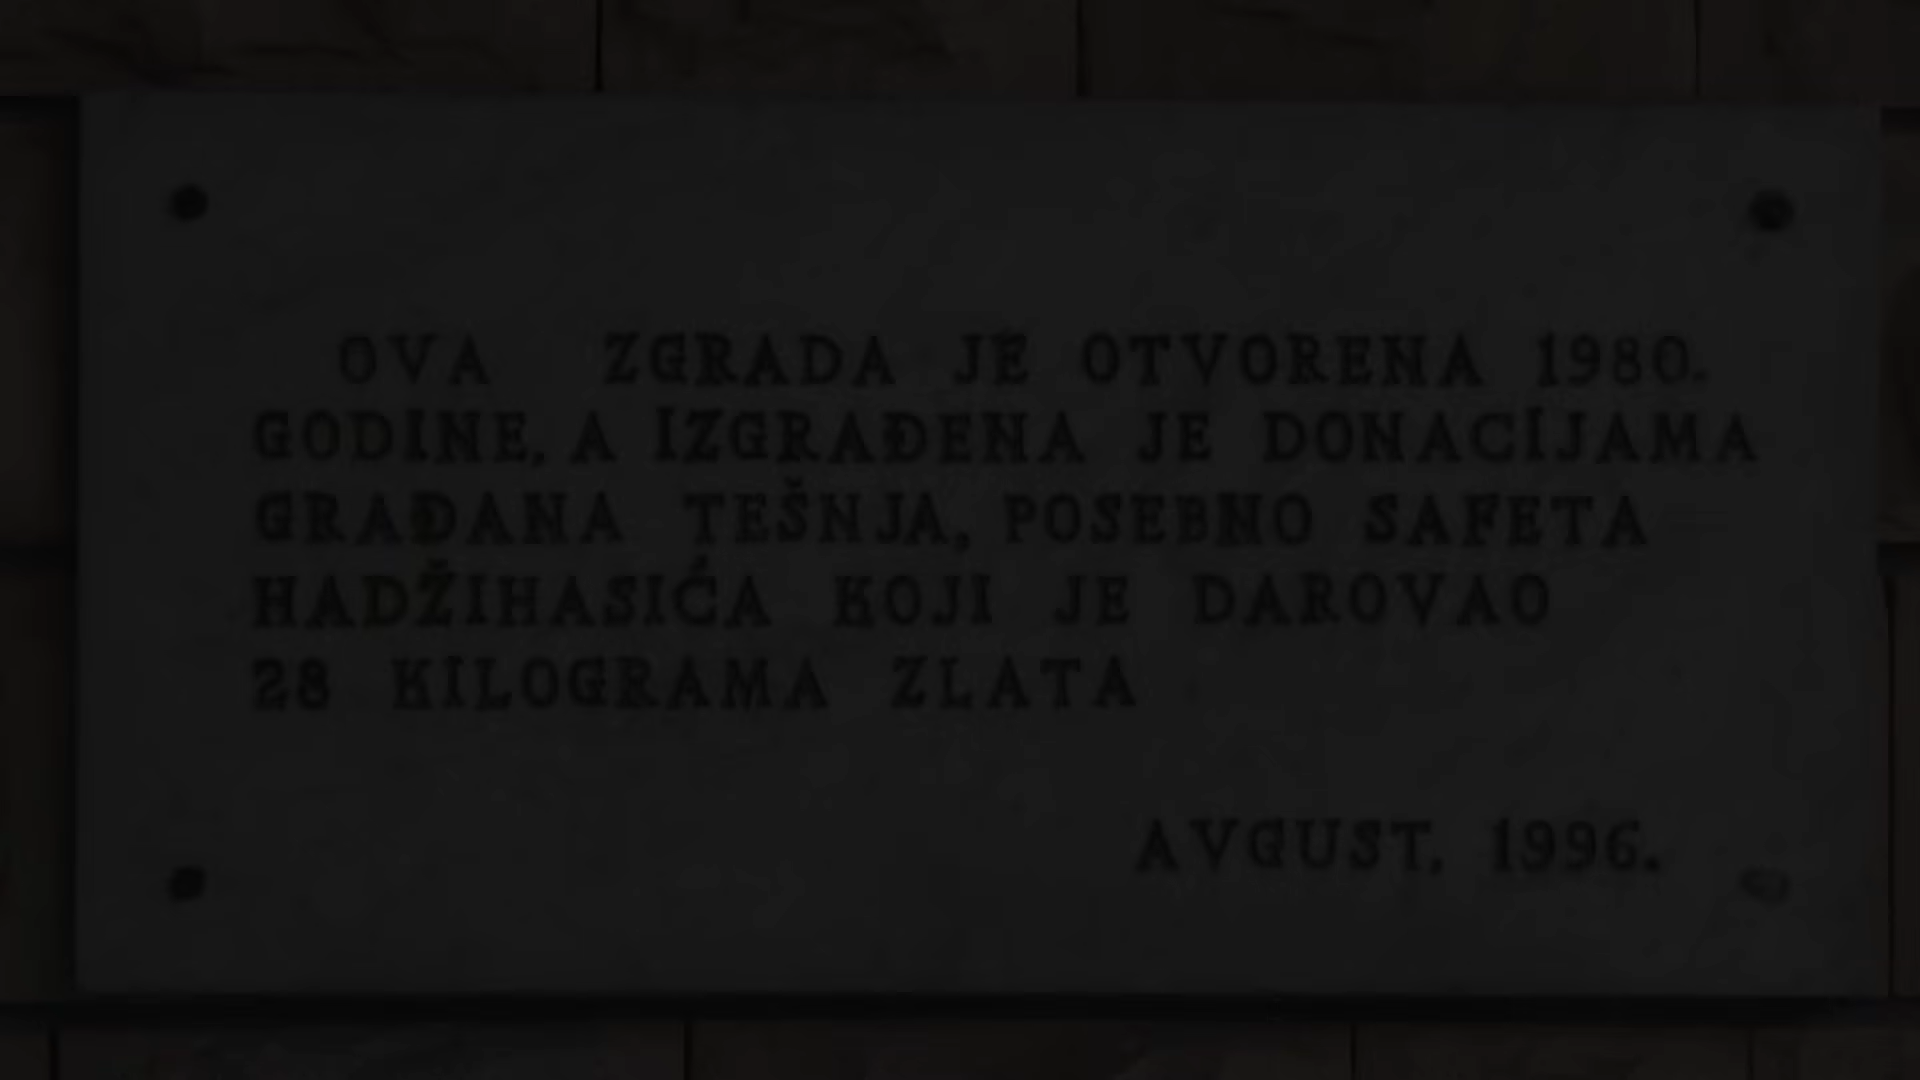 OVA ZGRADA JE OTVORENA 1980.
GODINE, A IZGRAĐENA JE DONACIJAMA
GRAĐANA TEŠNJA, POSEBNO SAFETA
HADŽIHASIĆA KOJI JE DAROVAO
28 KILOGRAMA ZLATA
AVGUST, 1996.